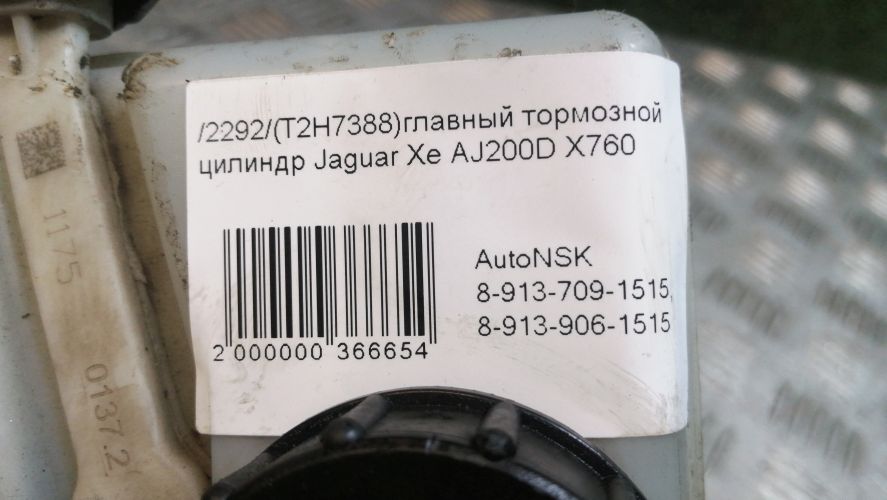 /2292/(T2H7388)главный тормозной
цилиндр Jaguar Xe AJ200D X760
AutoNSK
8-913-709-1515,
8-913-906-1515
2 000000 366654
1175
0137.2